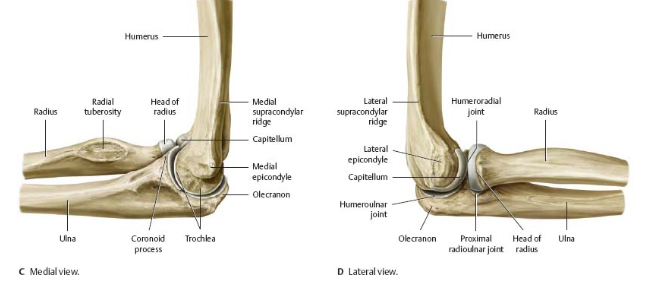 Humerus
Radius
Radial
tuberosity
Head of
radius
Medial
supracondylar
ridge
Capitellum
Medial
epicondyle
Olecranon
Ulna
Coronoid
process
Trochlea
C Medial view.
Humerus
Lateral
supracondylar
ridge
Humeroradial
joint
Radius
Lateral
epicondyle
Capitellum
Humeroulnar
joint
Olecranon
Proximal
radioulnar joint
Head of
radius
Ulna
D Lateral view.